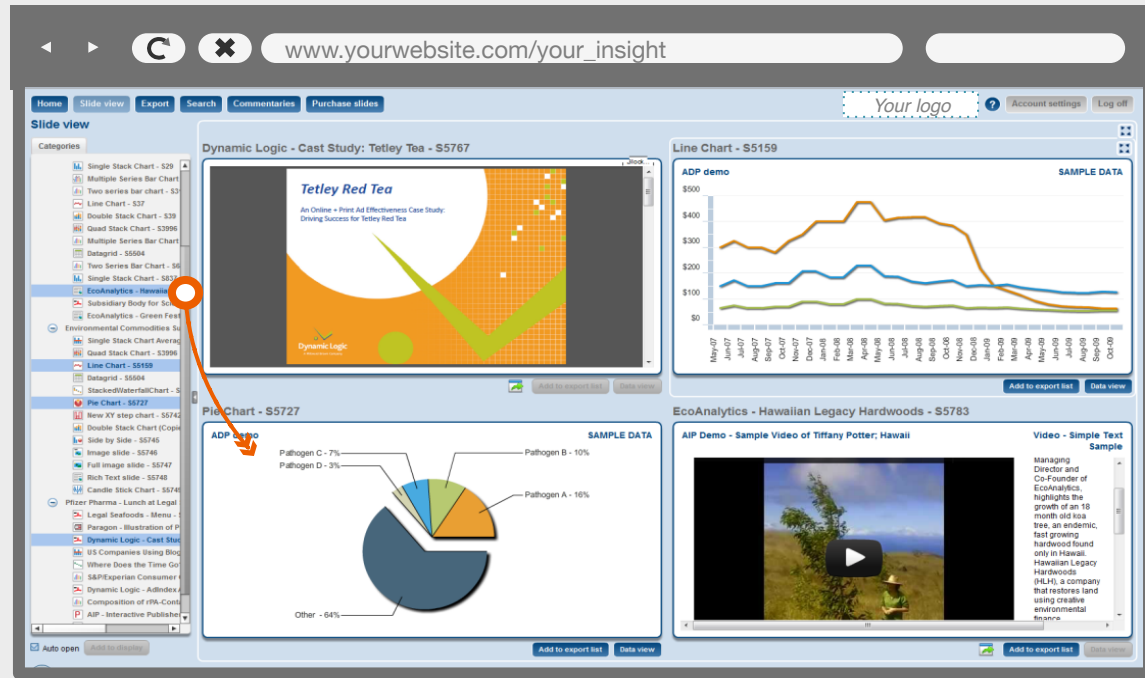 www.yourwebsite.com/your_insight
Home Slide view Export Search Commentaries Purchase slides
Your logo ? Account settings Log off
Slide view
Categories
Single Stack Chart - S29
Multiple Series Bar Chart
Two series bar chart - S3
Line Chart - S37
Double Stack Chart - S39
Quad Stack Chart - S3996
Multiple Series Bar Chart
Datagrid - S5504
Two Series Bar Chart - S6
Single Stack Chart - S837
EcoAnalytics - Hawaiia
Subsidiary Body for Sc
EcoAnalytics - Green Fest
Environmental Commodities Su
Single Stack Chart Averag
Quad Stack Chart - S3996
Line Chart - S5159
Datagrid - S5504
StackedWaterfallChart - S
Pie Chart - S5727
New XY step chart - S5742
Double Stack Chart (Copie
Side by Side - S5745
Image slide - S5746
Full image slide - S5747
Rich Text slide - S5748
Candle Stick Chart - S5749
Pfizer Pharma - Lunch at Legal
Legal Seafoods - Menu - S
Paragon - Illustration of P
Dynamic Logic - Cast Stud
US Companies Using Blog
Where Does the Time Go
S&P/Experian Consumer
Dynamic Logic - AdIndex
Composition of rPA-Conta
AIP - Interactive Publisher
Auto open Add to display
Dynamic Logic - Cast Study: Tetley Tea - S5767
Tetley Red Tea
An Online + Print Ad Effectiveness Case Study:
Driving Success for Tetley Red Tea
Dynamic Logic
Add to export list Data view
Line Chart - S5159
ADP demo SAMPLE DATA
$500
$400
$300
$200
$100
$0
May-07 Jun-07 Jul-07 Aug-07 Sep-07 Oct-07 Nov-07 Dec-07 Jan-08 Feb-08 Mar-08 Apr-08 May-08 Jun-08 Jul-08 Aug-08 Sep-08 Oct-08 Nov-08 Dec-08 Jan-09 Feb-09 Mar-09 Apr-09 May-09 Jun-09 Jul-09 Aug-09 Sep-09 Oct-09
Add to export list Data view
Pie Chart - S5727
ADP demo SAMPLE DATA
Pathogen C - 7%
Pathogen D - 3%
Pathogen B - 10%
Pathogen A - 16%
Other - 64%
Add to export list Data view
EcoAnalytics - Hawaiian Legacy Hardwoods - S5783
AIP Demo - Sample Video of Tiffany Potter; Hawaii
Video - Simple Text
Sample
Managing
Director and
Co-Founder of
EcoAnalytics,
highlights the
growth of an 18
month old koa
tree, an endemic,
fast growing
hardwood found
only in Hawaii.
Hawaiian Legacy
Hardwoods
(HLH), a company
that restores land
using creative
environmental
finance
Add to export list Data view